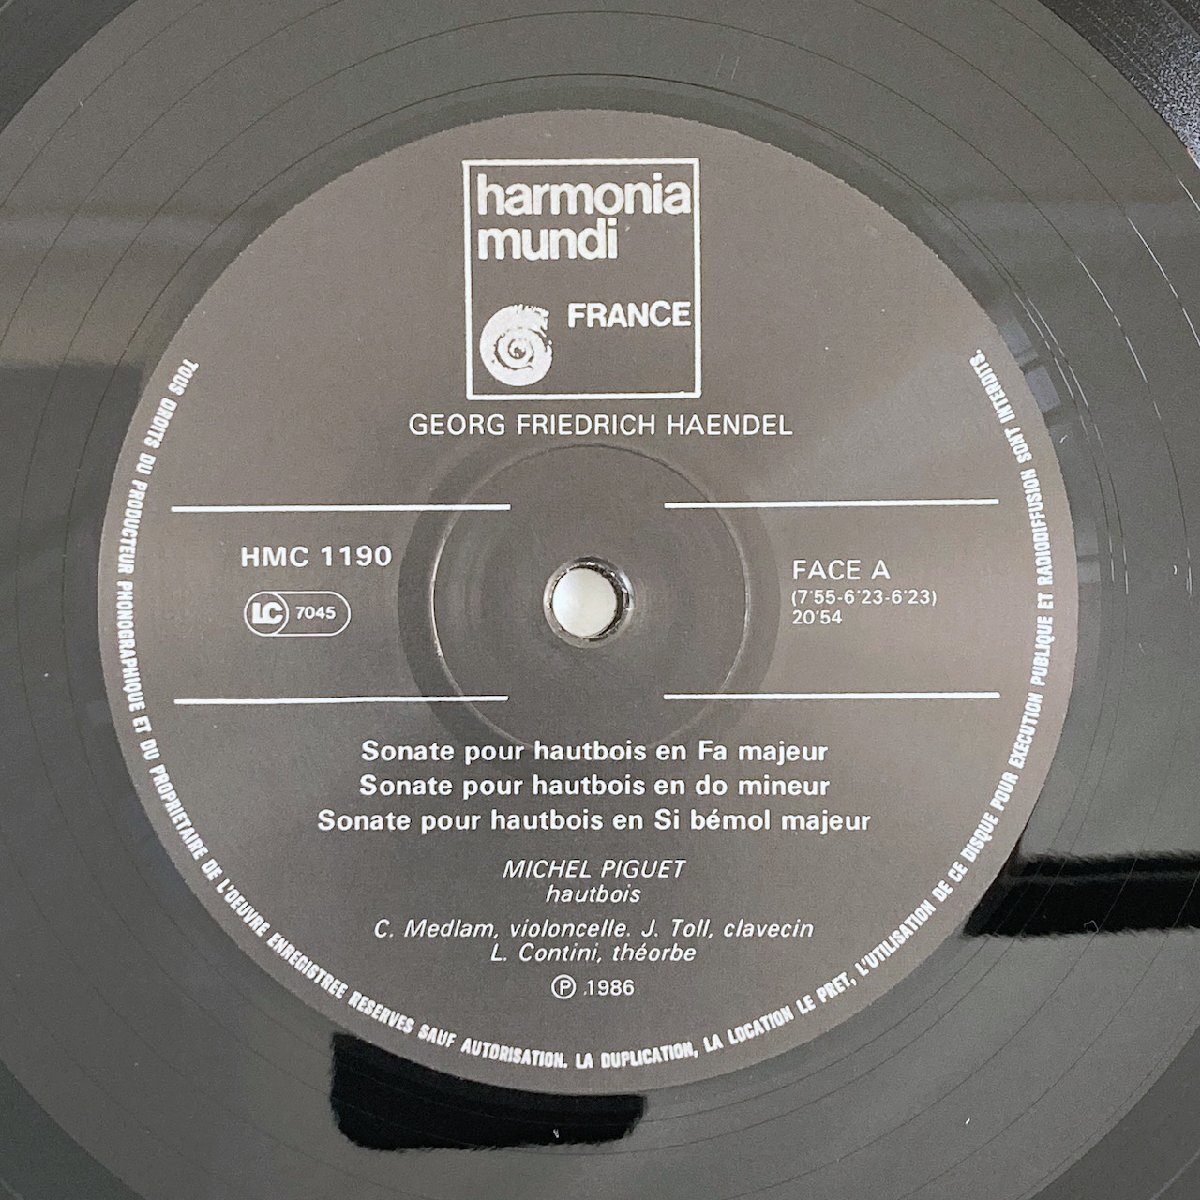 harmonia
mundi
FRANCE
GEORG FRIEDRICH HAENDEL
HMC 1190
LC 7045
FACE A
(7'55-6'23-6'23)
20'54
Sonate pour hautbois en Fa majeur
Sonate pour hautbois en do mineur
Sonate pour hautbois en Si bémol majeur
MICHEL PIGUET
hautbois
C. Medlam, violoncelle. J. Toll, clavecin
L. Contini, théorbe
Ⓟ 1986
TOUS DROITS DU PRODUCTEUR PHONOGRAPHIQUE ET DU PROPRIETAIRE DE L'OEUVRE ENREGISTREE RESERVES SAUF AUTORISATION. LA DUPLICATION, LA LOCATION LE PRET, L'UTILISATION DE CE DISQUE POUR EXECUTION PUBLIQUE ET RADIODIFFUSION SONT INTERDITS.